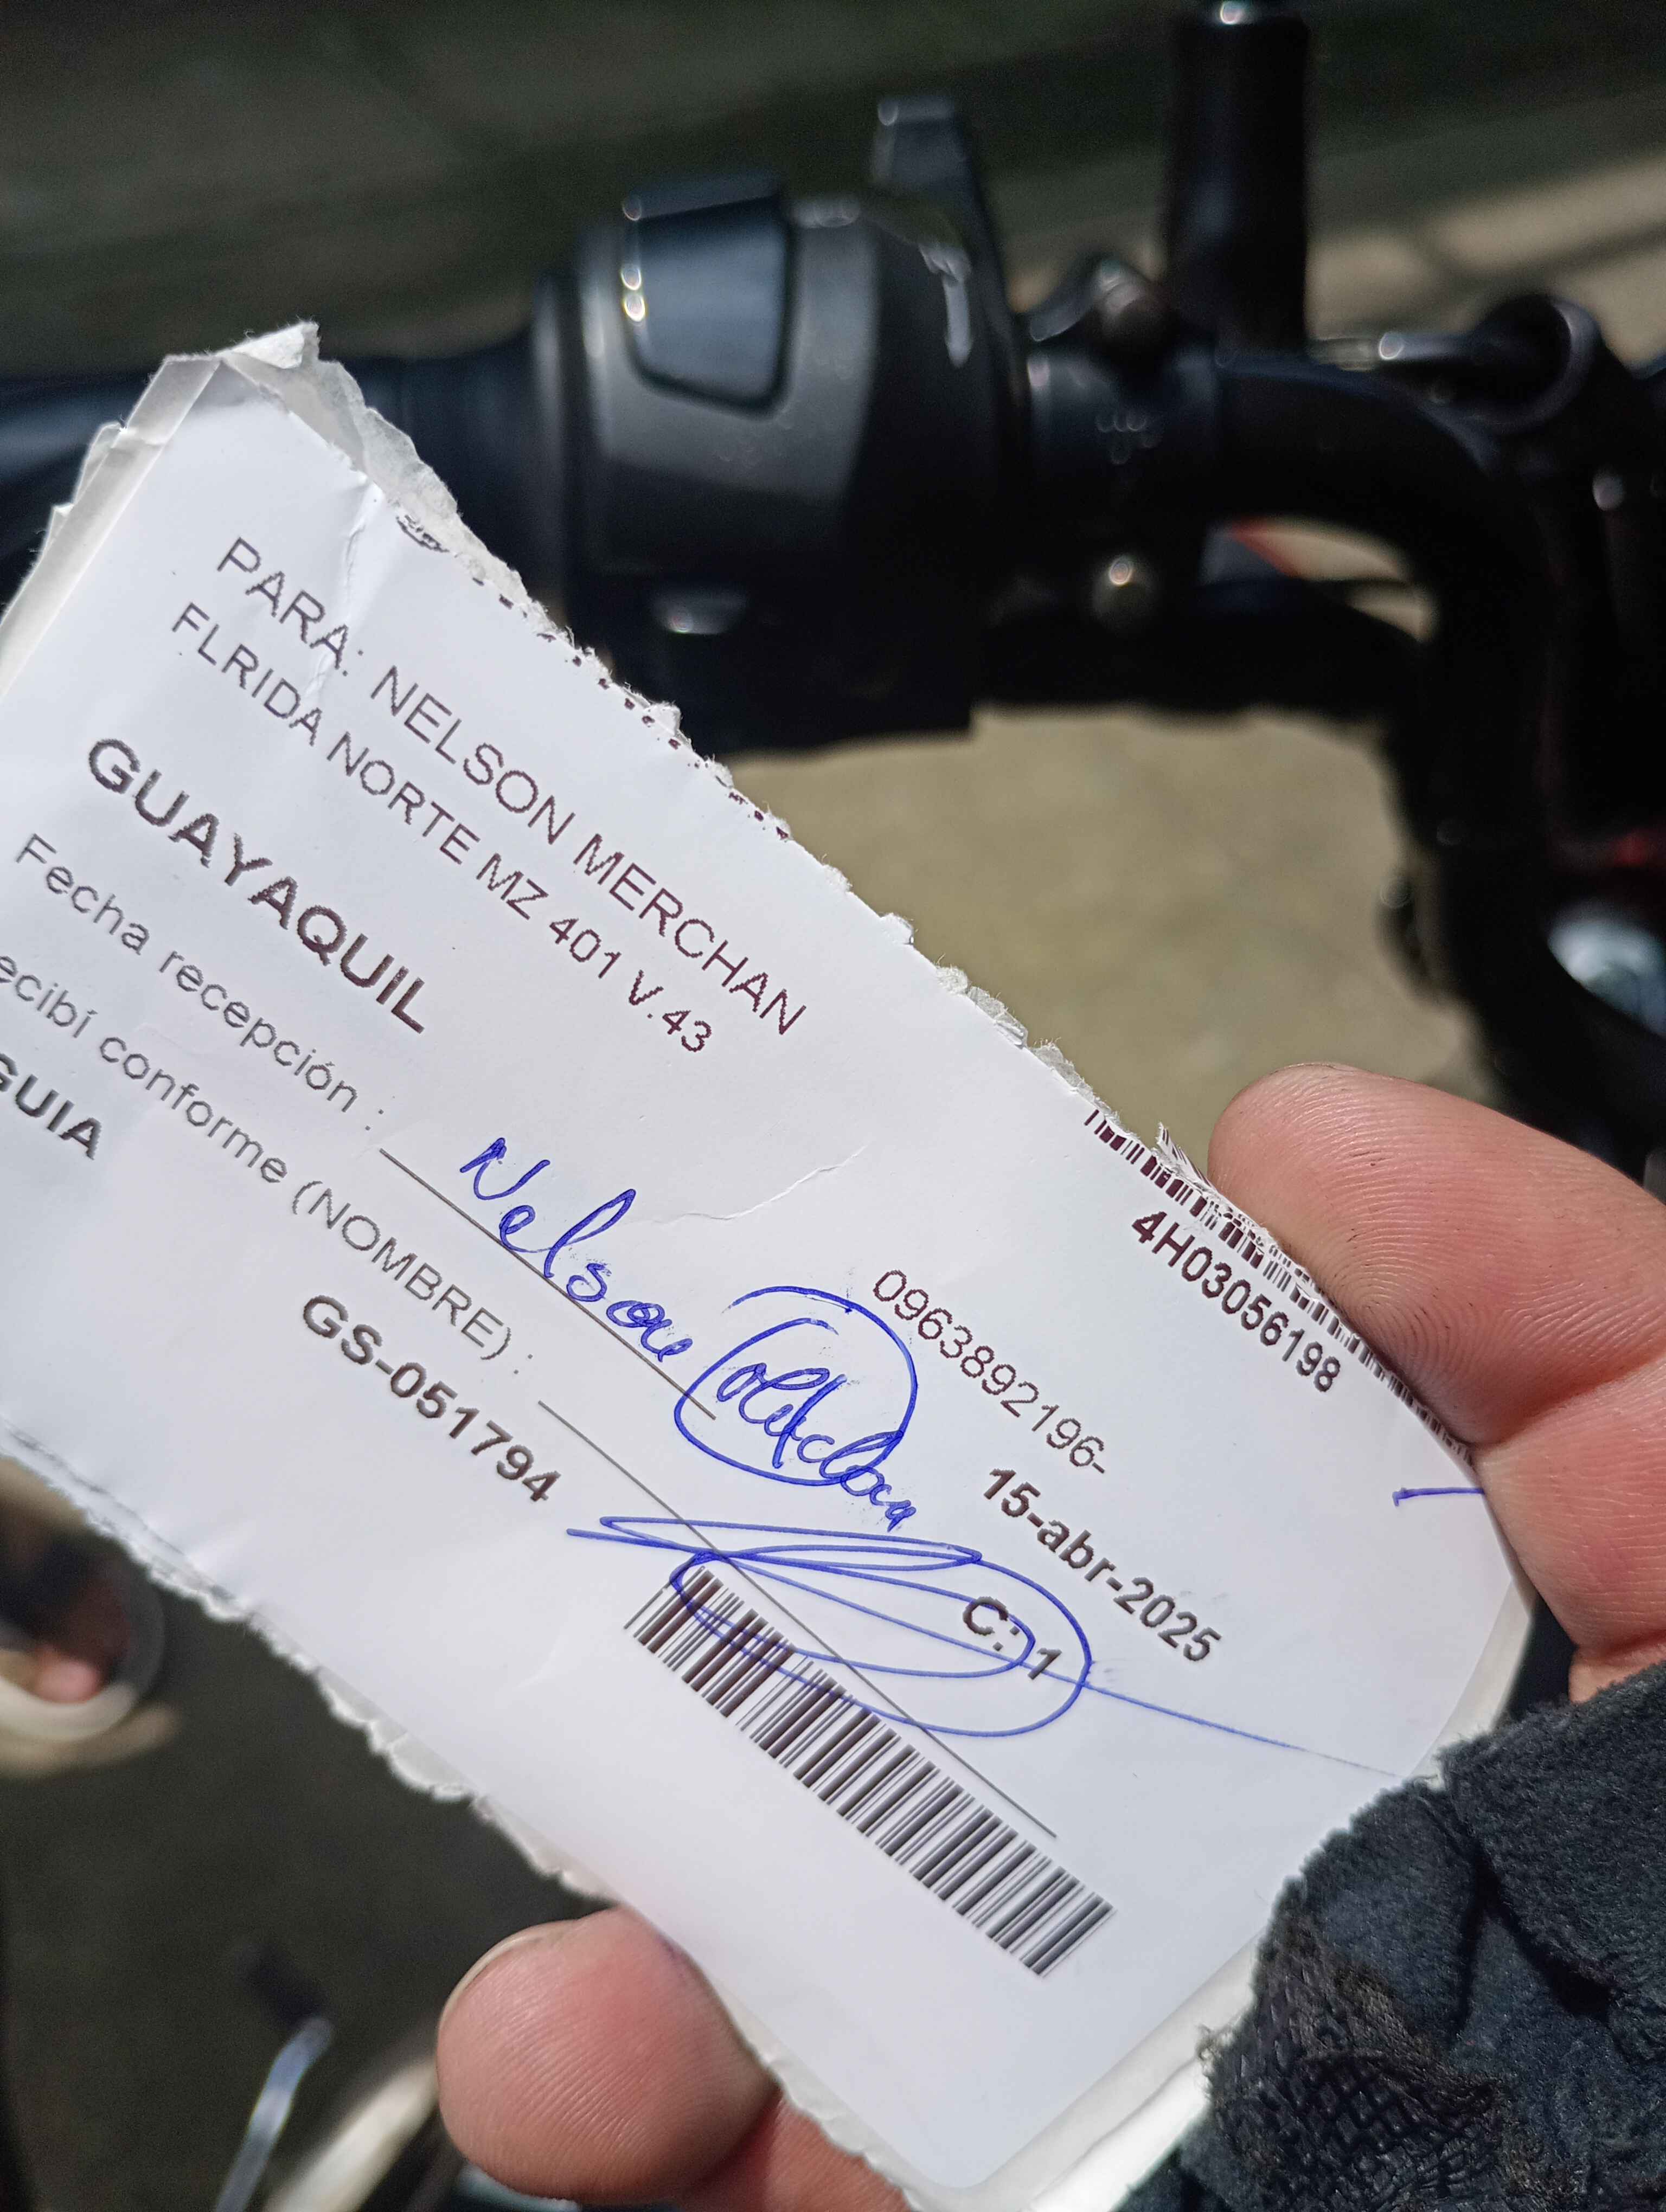 4H03056198
PARA: NELSON MERCHAN
FLRIDA NORTE MZ 401 V.43
0963892196-
GUAYAQUIL
15-abr-2025
Fecha recepción :
Nelson
C: 1
ecibí conforme (NOMBRE) :
GUIA
GS-051794